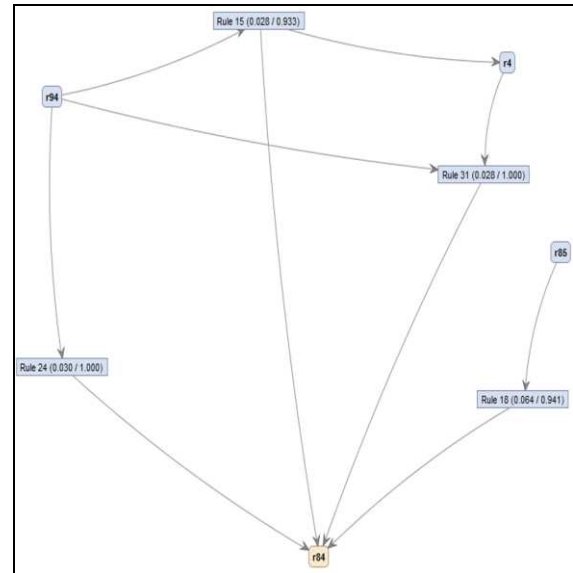 Rule 15 (0.028 / 0.933)
r4
r94
Rule 31 (0.028 / 1.000)
r85
Rule 24 (0.030 / 1.000)
Rule 18 (0.064 / 0.941)
r84